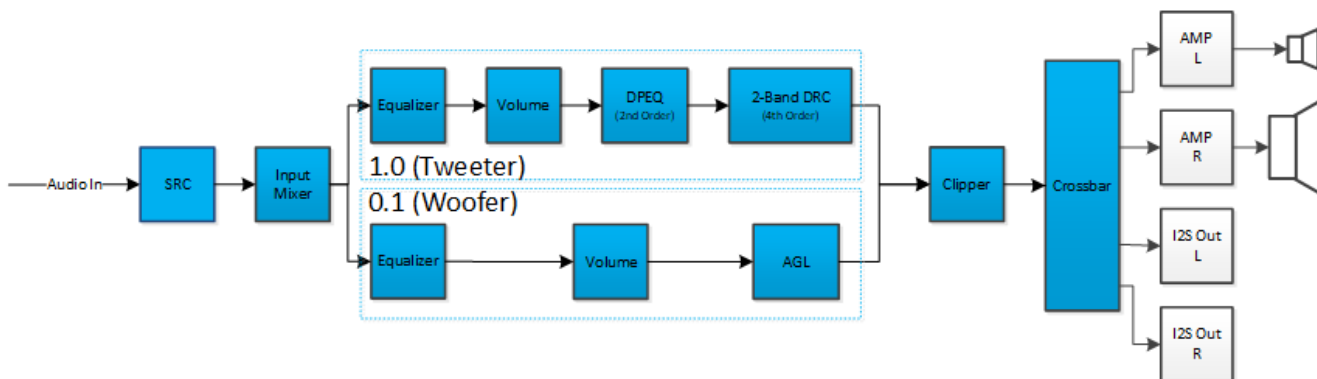 Audio In
SRC
Input
Mixer
Equalizer
Volume
DPEQ
(2nd Order)
2-Band DRC
(4th Order)
1.0 (Tweeter)
0.1 (Woofer)
Equalizer
Volume
AGL
Clipper
Crossbar
AMP
L
AMP
R
I2S Out
L
I2S Out
R